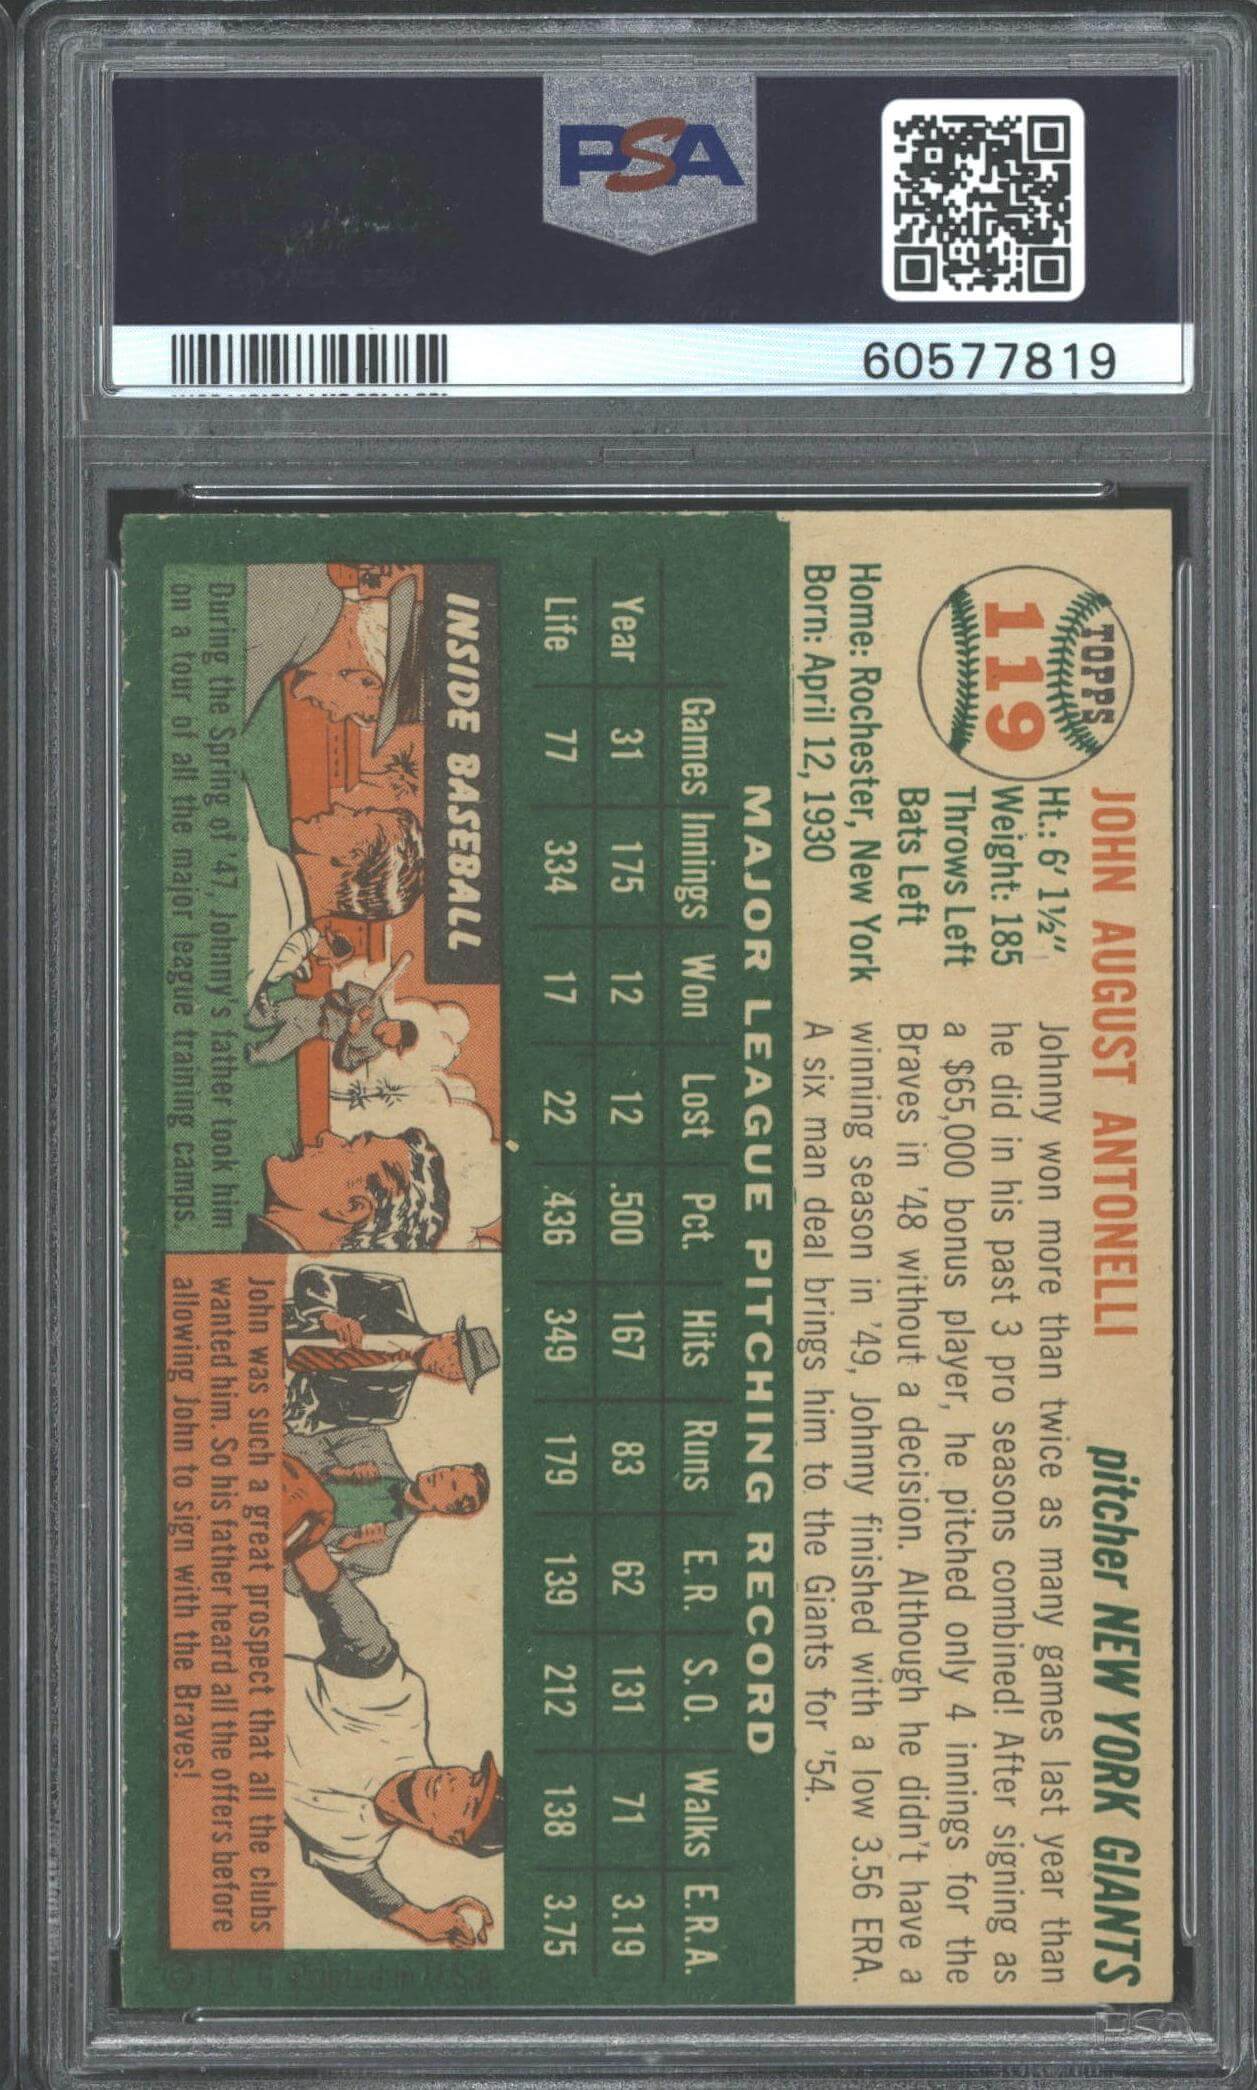 PSA
60577819
TOPPS
119
JOHN AUGUST ANTONELLI
pitcher NEW YORK GIANTS
Ht.: 6' 1½"
Weight: 185
Throws Left
Bats Left
Home: Rochester, New York
Born: April 12, 1930
Johnny won more than twice as many games last year than
he did in his past 3 pro seasons combined! After signing as
a $65,000 bonus player, he pitched only 4 innings for the
Braves in '48 without a decision. Although he didn't have a
winning season in '49, Johnny finished with a low 3.56 ERA.
A six man deal brings him to the Giants for '54.
MAJOR LEAGUE PITCHING RECORD
Games Innings Won Lost Pct. Hits Runs E.R. S.O. Walks E.R.A.
Year 31 175 12 12 .500 167 83 62 131 71 3.19
Life 77 334 17 22 .436 349 179 139 212 138 3.75
INSIDE BASEBALL
During the Spring of '47, Johnny's father took him
on a tour of all the major league training camps.
John was such a great prospect that all the clubs
wanted him. So his father heard all the offers before
allowing John to sign with the Braves!
PSA